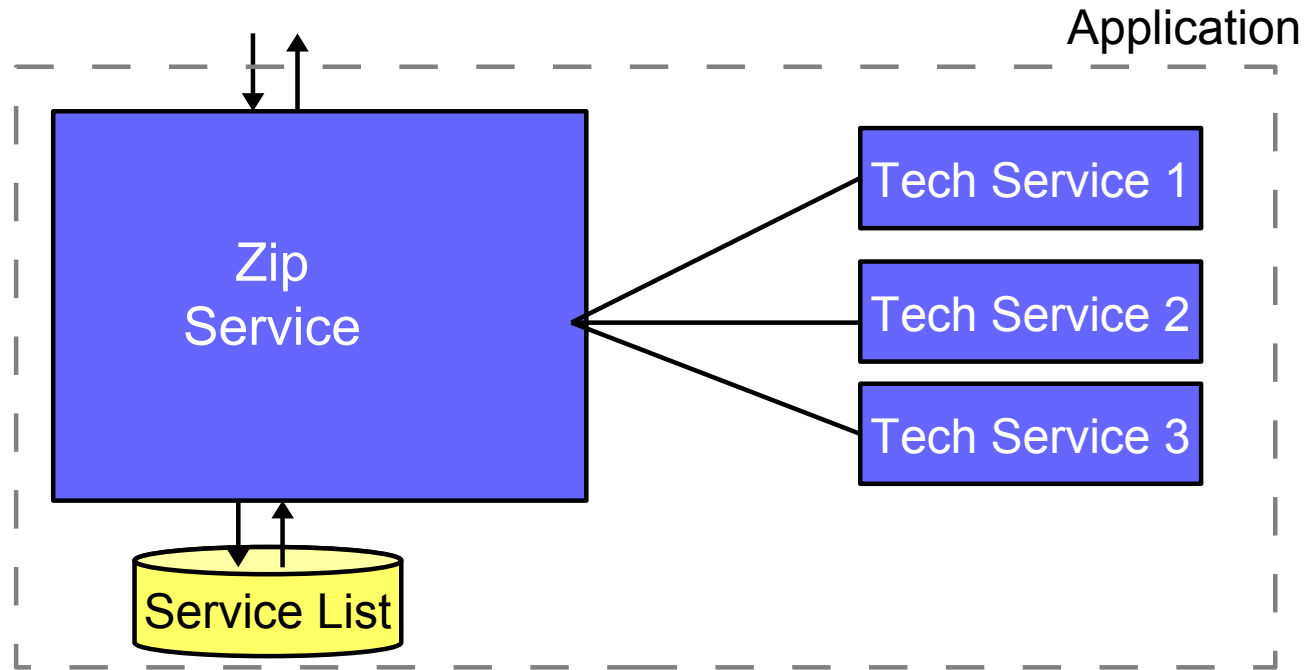 Application
Zip
Service
Tech Service 1
Tech Service 2
Tech Service 3
Service List